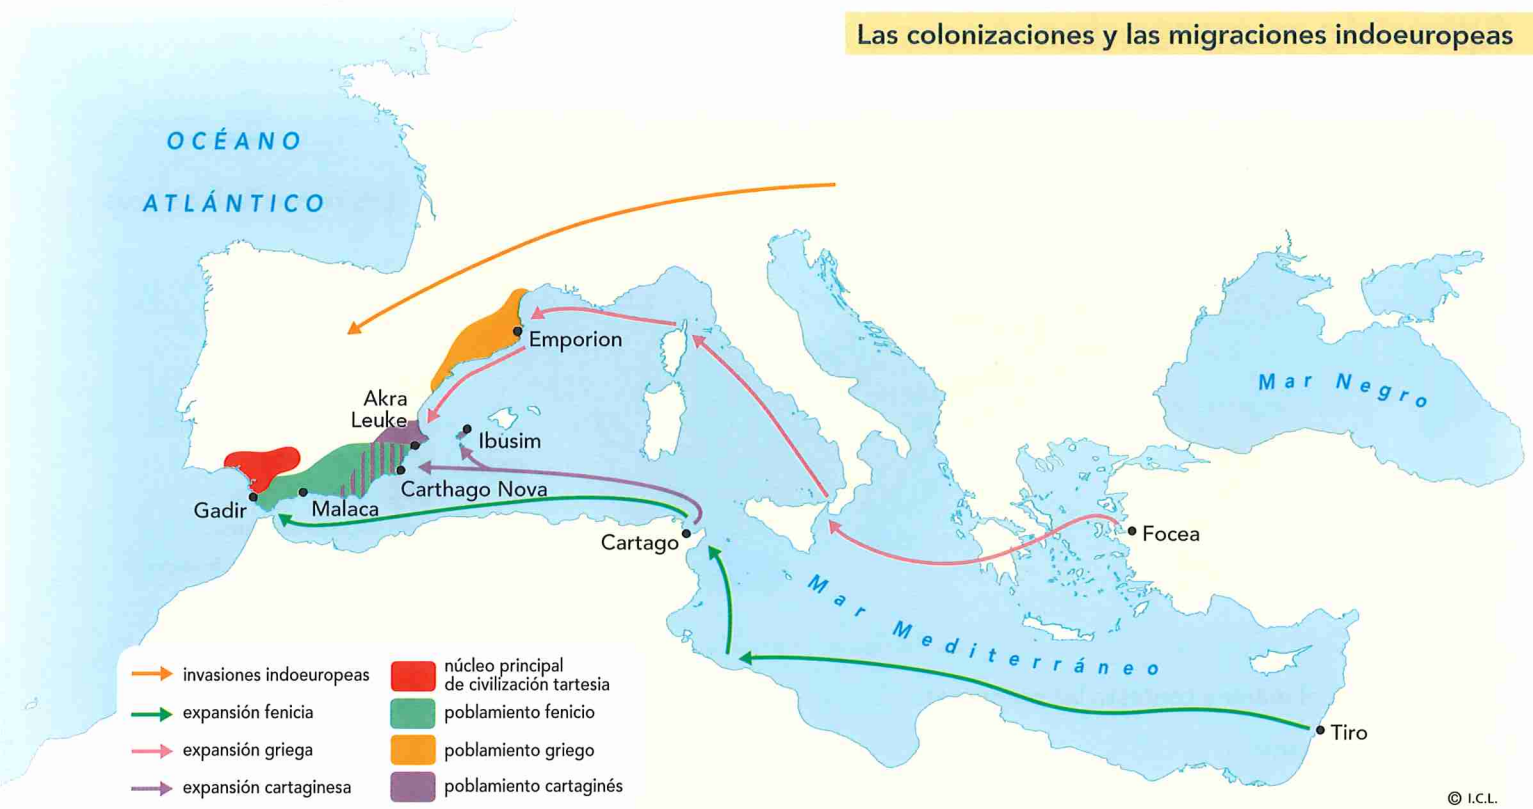 Las colonizaciones y las migraciones indoeuropeas
OCÉANO
ATLÁNTICO
Emporion
Akra
Leuke
Ibusim
Carthago Nova
Gadir
Malaca
Cartago
Focea
Mar Negro
Mar Mediterráneo
Tiro
invasiones indoeuropeas
expansión fenicia
expansión griega
expansión cartaginesa
núcleo principal
de civilización tartesia
poblamiento fenicio
poblamiento griego
poblamiento cartaginés
© I.C.L.